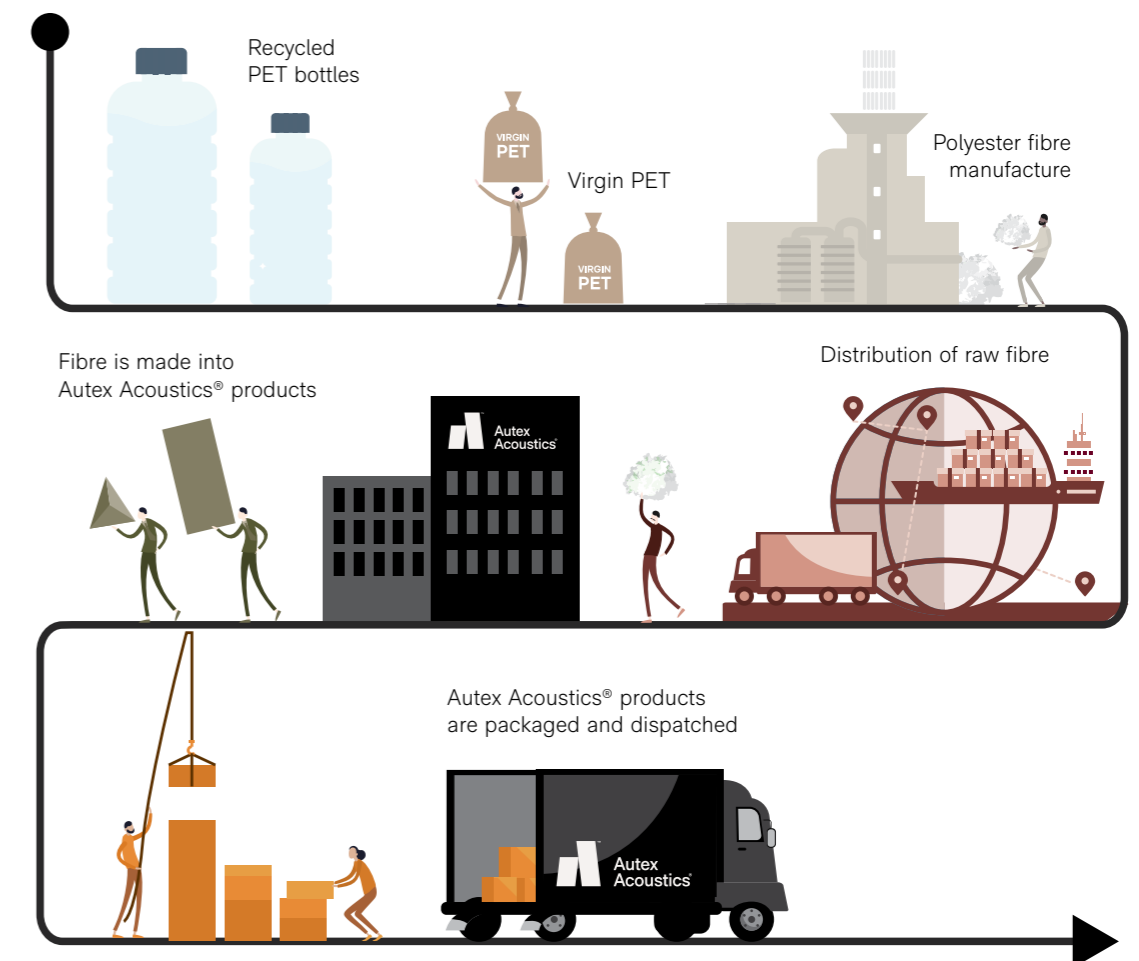 Recycled
PET bottles
VIRGIN
PET
Virgin PET
VIRGIN
PET
Polyester fibre
manufacture
Distribution of raw fibre
Fibre is made into
Autex Acoustics® products
Autex
Acoustics®
Autex Acoustics® products
are packaged and dispatched
Autex
Acoustics®